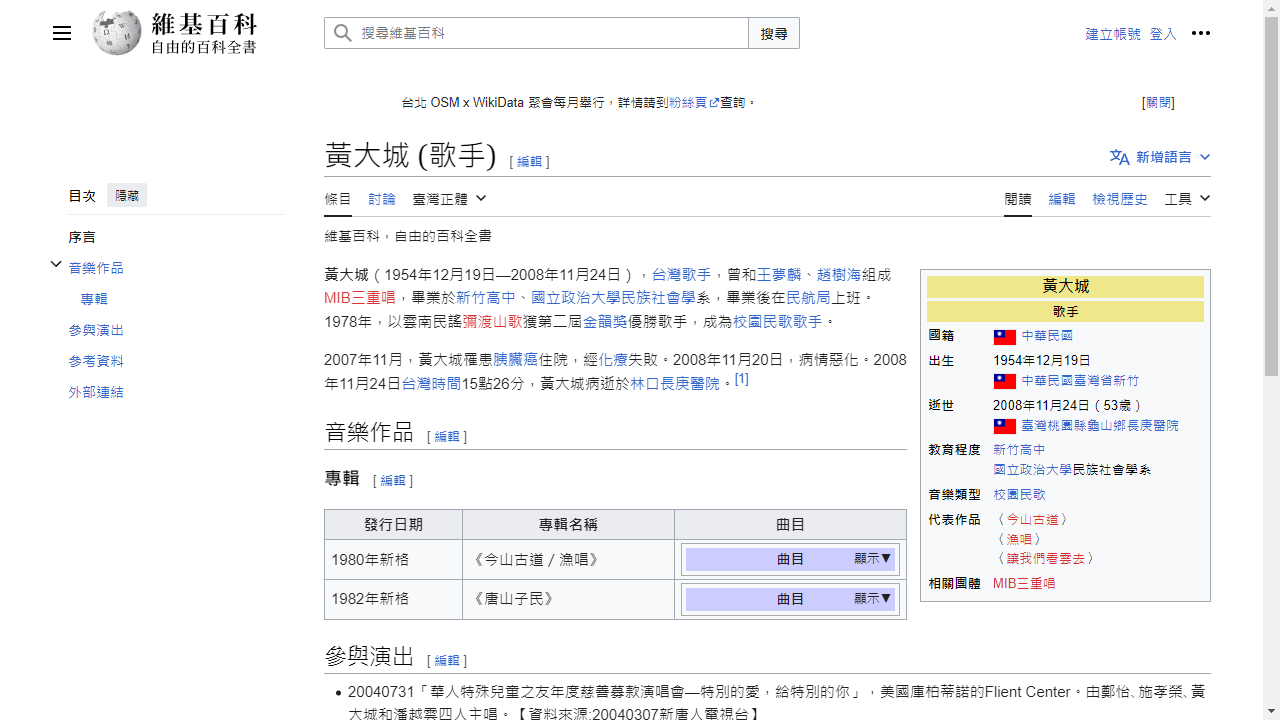 維基百科
自由的百科全書
搜尋維基百科
搜尋
建立帳號 登入
台北 OSM x WikiData 聚會每月舉行，詳情請到粉絲頁查詢。
[關閉]
黃大城 (歌手) [ 編輯 ]
新增語言
目次 隱藏
序言
音樂作品
專輯
參與演出
參考資料
外部連結
條目 討論 臺灣正體
閱讀 編輯 檢視歷史 工具
維基百科，自由的百科全書
黃大城（1954年12月19日—2008年11月24日），台灣歌手，曾和王夢麟、趙樹海組成
MIB三重唱，畢業於新竹高中、國立政治大學民族社會學系，畢業後在民航局上班。
1978年，以雲南民謠彌渡山歌獲第二屆金韻獎優勝歌手，成為校園民歌歌手。
2007年11月，黃大城罹患胰臟癌住院，經化療失敗。2008年11月20日，病情惡化。2008
年11月24日台灣時間15點26分，黃大城病逝於林口長庚醫院。[1]
黃大城
歌手
國籍 中華民國
出生 1954年12月19日
中華民國臺灣省新竹
逝世 2008年11月24日（53歲）
臺灣桃園縣龜山鄉長庚醫院
教育程度 新竹高中
國立政治大學民族社會學系
音樂類型 校園民歌
代表作品 〈今山古道〉
〈漁唱〉
〈讓我們看雲去〉
相關團體 MIB三重唱
音樂作品 [ 編輯 ]
專輯 [ 編輯 ]
發行日期 專輯名稱 曲目
1980年新格 《今山古道 / 漁唱》 曲目 顯示▼
1982年新格 《唐山子民》 曲目 顯示▼
參與演出 [ 編輯 ]
20040731「華人特殊兒童之友年度慈善募款演唱會—特別的愛，給特別的你」，美國庫柏蒂諾的Flient Center。由鄭怡､施孝榮､黃
大城和潘越雲四人主唱。【資料來源:20040307新唐人電視台】